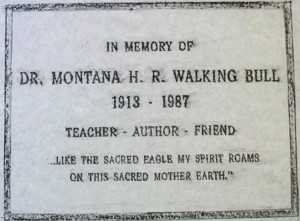 IN MEMORY OF
DR. MONTANA H. R. WALKING BULL
1913 - 1987
TEACHER - AUTHOR - FRIEND
"..LIKE THE SACRED EAGLE MY SPIRIT ROAMS
ON THIS SACRED MOTHER EARTH."